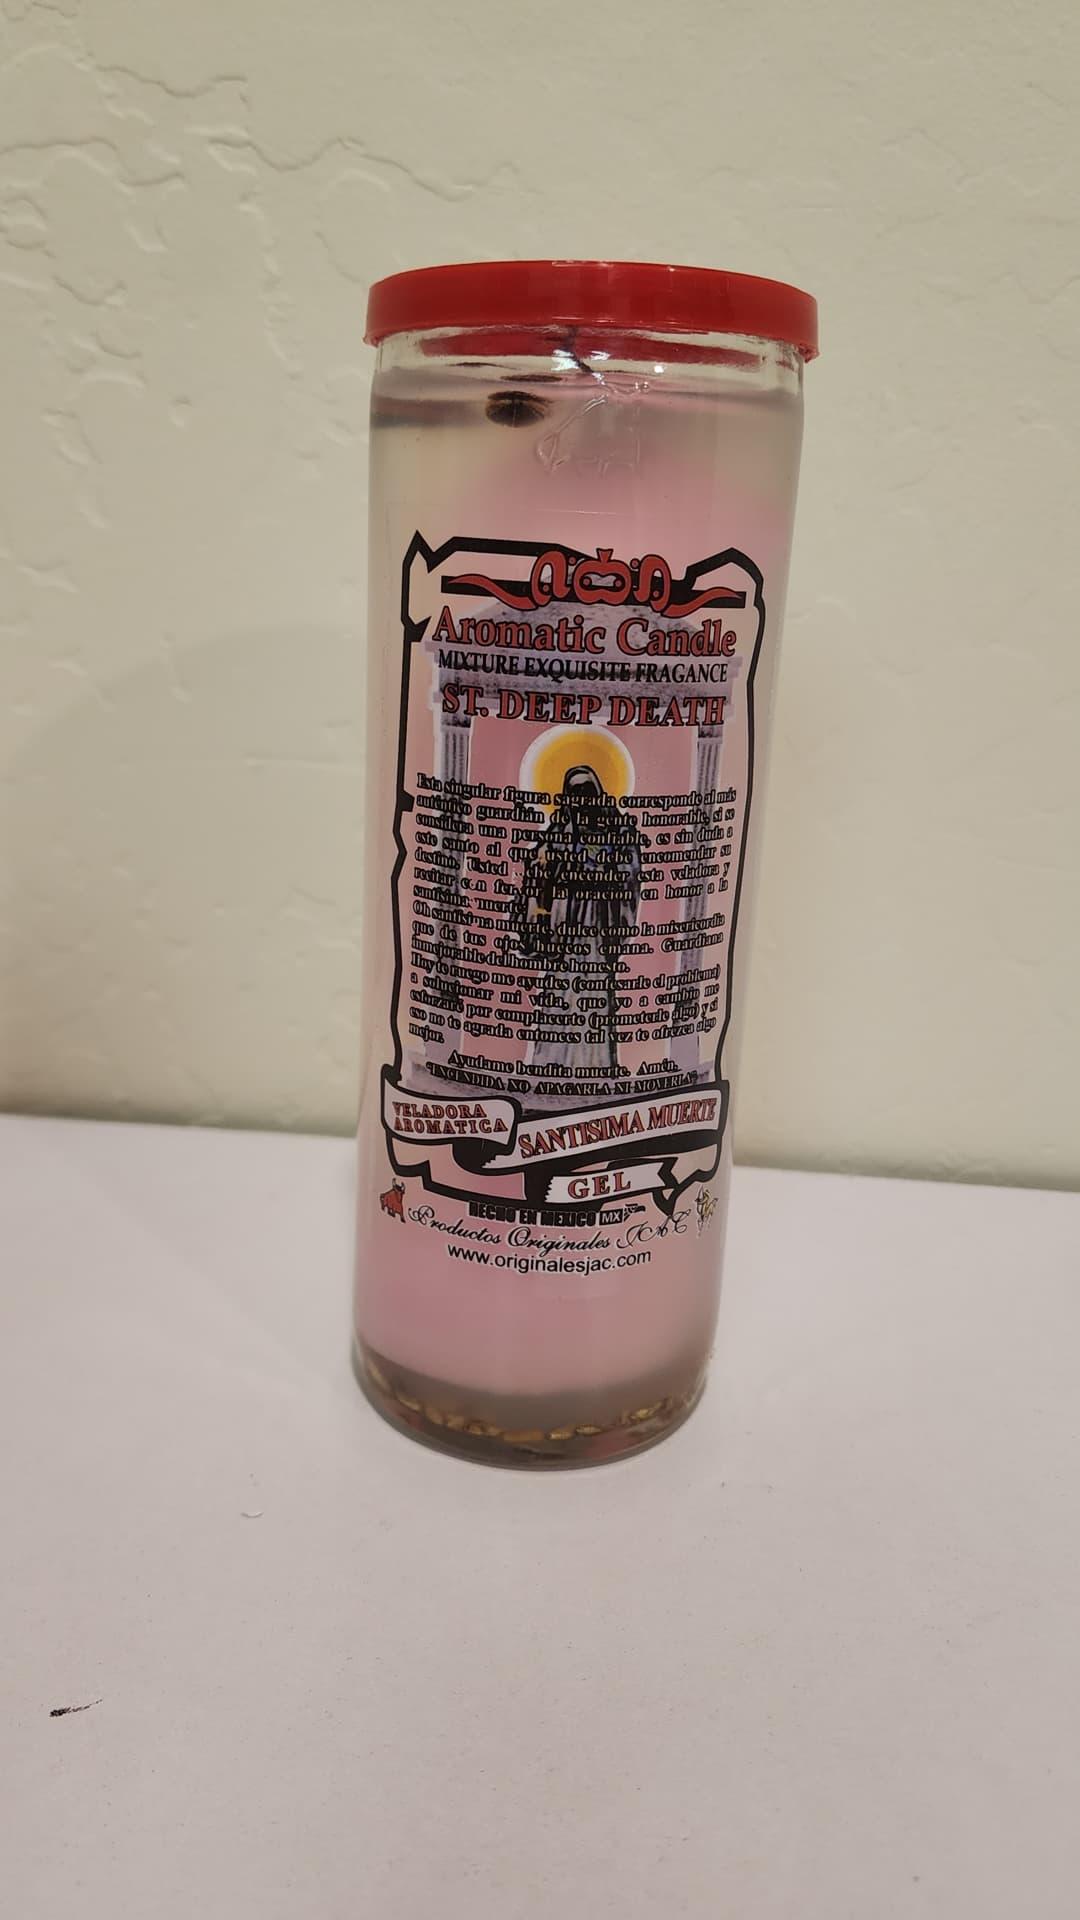 Aromatic Candle
MIXTURE EXQUISITE FRAGANCE
ST. DEEP DEATH
Esta singular figura sagrada corresponde al más
auténtico guardián de la gente honorable, si se
considera una persona confiable, es sin duda a
este santo al que usted debe encomendar su
destino. Usted debe encender esta veladora y
recitar con fervor la oración en honor a la
santísima muerte:
Oh santísima muerte, dulce como la misericordia
que de tus ojos huecos emana. Guardiana
inmejorable del hombre honesto.
Hoy te ruego me ayudes (contesarle el problema)
a solucionar mi vida, que yo a cambio me
esforzaré por complacerte (prometerle algo) y si
eso no te agrada entonces tal vez te ofrezca algo
mejor.
Ayudame bendita muerte. Amén.
"ENCENDIDA NO APAGARLA NI MOVERLA"
VELADORA
AROMATICA
SANTISIMA MUERTE
GEL
HECHO EN MEXICO MX
Productos Originales JAC
www.originalesjac.com